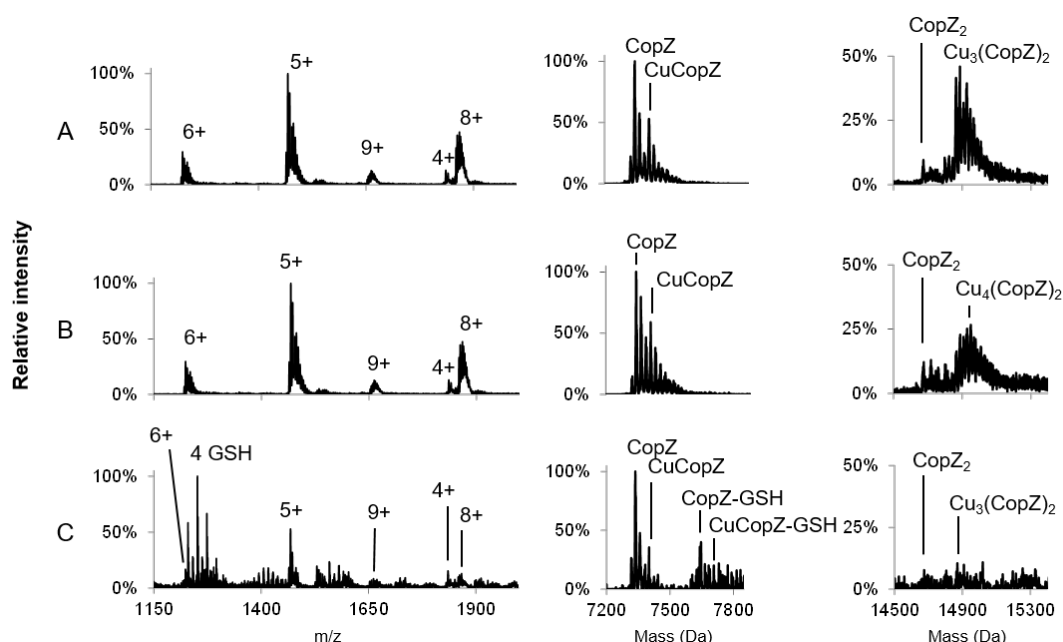 Relative intensity
A
100%
50%
0%
6+
5+
9+
4+
8+
100%
50%
0%
CopZ
CuCopZ
50%
25%
0%
CopZ2
Cu3(CopZ)2
B
100%
50%
0%
6+
5+
9+
4+
8+
100%
50%
0%
CopZ
CuCopZ
50%
25%
0%
CopZ2
Cu4(CopZ)2
C
100%
50%
0%
6+
4 GSH
5+
9+
4+
8+
1150 1400 1650 1900
m/z
100%
50%
0%
CopZ
CuCopZ
CopZ-GSH
CuCopZ-GSH
7200 7500 7800
Mass (Da)
50%
25%
0%
CopZ2
Cu3(CopZ)2
14500 14900 15300
Mass (Da)